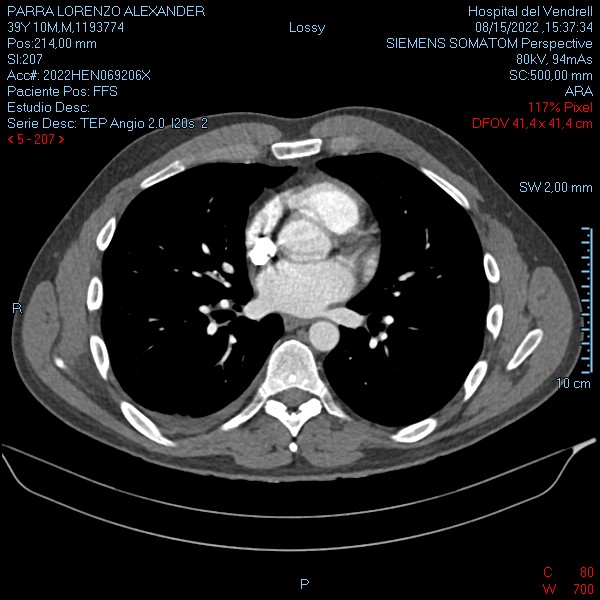 PARRA LORENZO ALEXANDER
39Y 10M,M,1193774
Pos:214,00 mm
SI:207
Acc#: 2022HEN069206X
Paciente Pos: FFS
Estudio Desc:
Serie Desc: TEP Angio 2.0 I20s 2
< 5 - 207 >
Lossy
Hospital del Vendrell
08/15/2022 ,15:37:34
SIEMENS SOMATOM Perspective
80kV, 94mAs
SC:500,00 mm
ARA
117% Pixel
DFOV 41,4 x 41,4 cm
SW 2,00 mm
R
10 cm
P
C 80
W 700